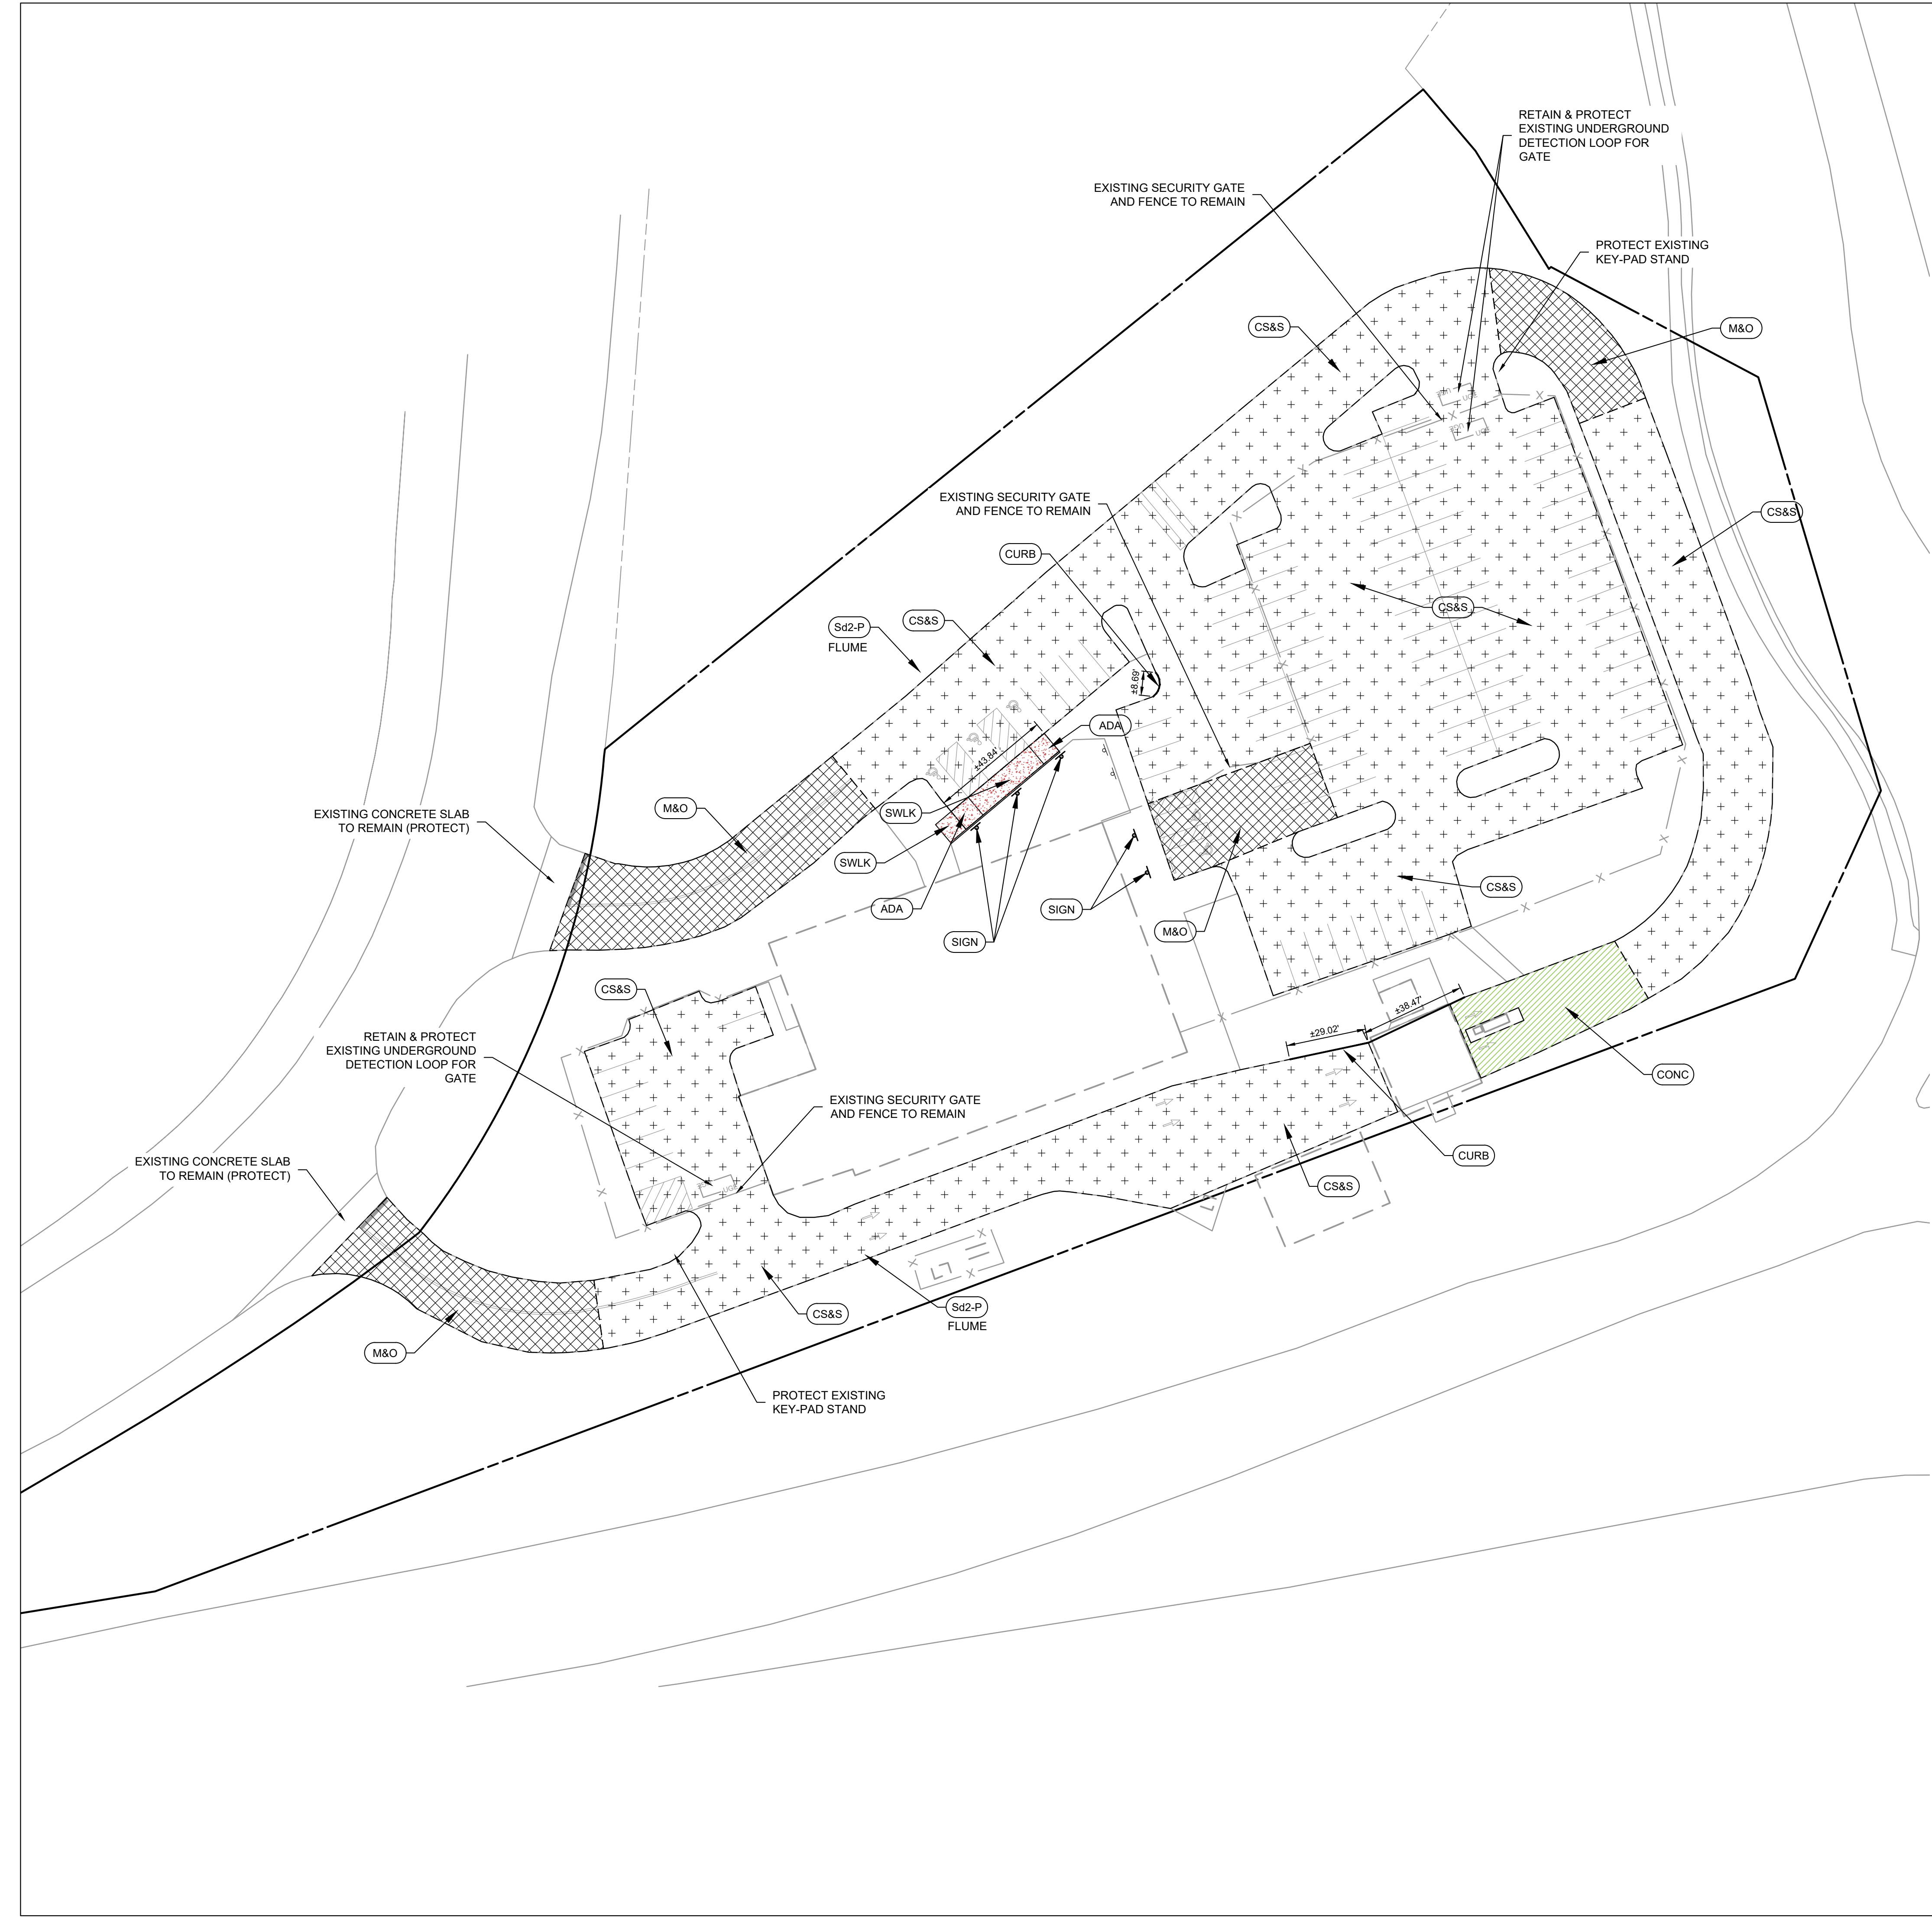 RETAIN & PROTECT
EXISTING UNDERGROUND
DETECTION LOOP FOR
GATE
EXISTING SECURITY GATE
AND FENCE TO REMAIN
PROTECT EXISTING
KEY-PAD STAND
CS&S
M&O
UGE
UGE
EXISTING SECURITY GATE
AND FENCE TO REMAIN
CS&S
CURB
CS&S
CS&S
Sd2-P
FLUME
±8.69'
ADA
±43.84'
M&O
EXISTING CONCRETE SLAB
TO REMAIN (PROTECT)
SWLK
SWLK
CS&S
ADA
SIGN
SIGN
M&O
CS&S
±38.47'
±29.02'
RETAIN & PROTECT
EXISTING UNDERGROUND
DETECTION LOOP FOR
GATE
CONC
EXISTING SECURITY GATE
AND FENCE TO REMAIN
EXISTING CONCRETE SLAB
TO REMAIN (PROTECT)
CURB
UGE
CS&S
CS&S
Sd2-P
FLUME
M&O
PROTECT EXISTING
KEY-PAD STAND